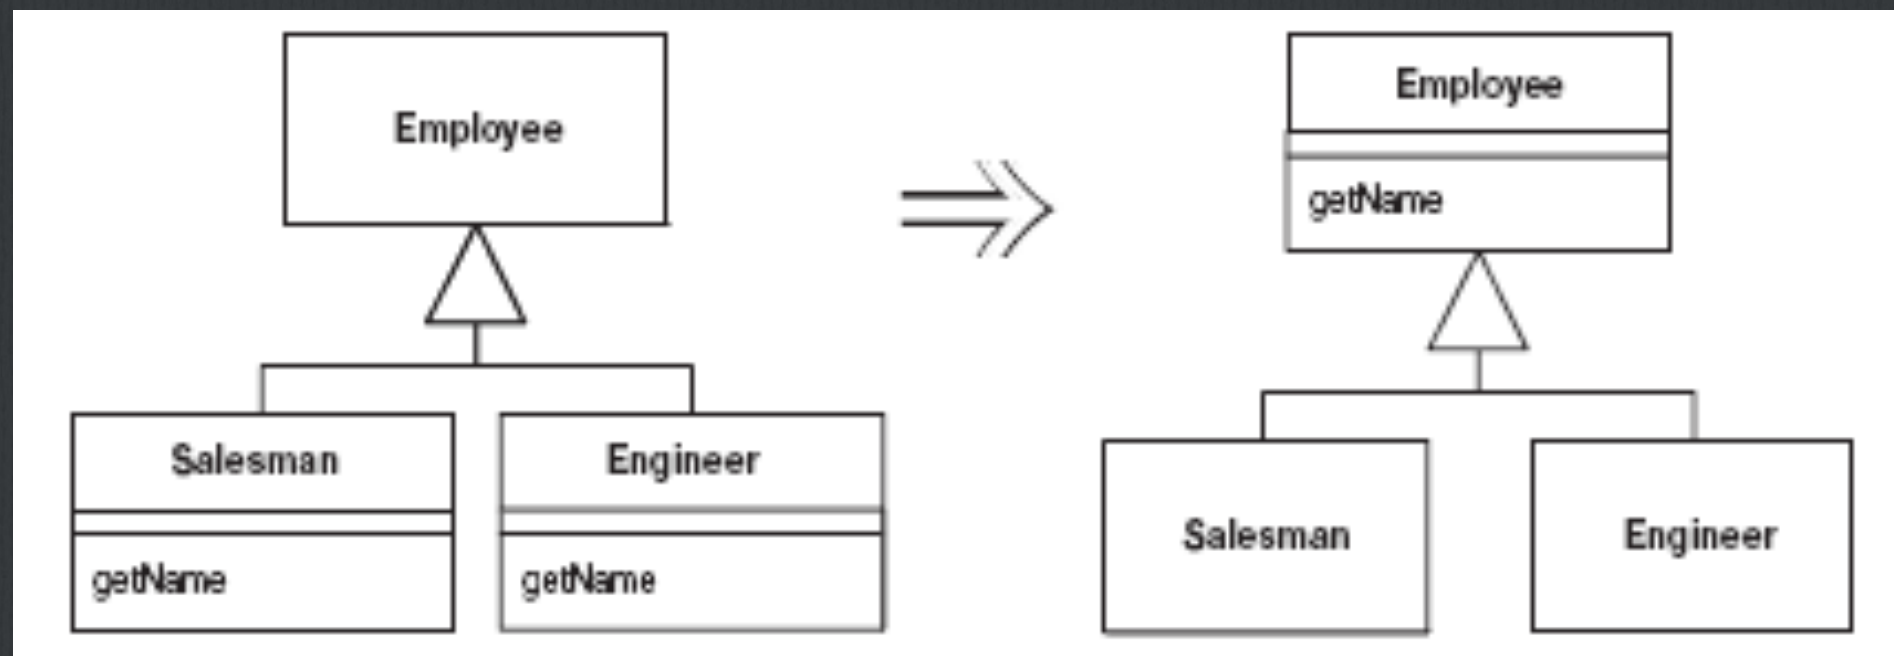 Employee
Salesman
getName
Engineer
getName
Employee
getName
Salesman
Engineer